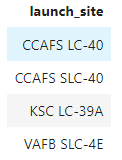 launch_site
CCAFS LC-40
CCAFS SLC-40
KSC LC-39A
VAFB SLC-4E